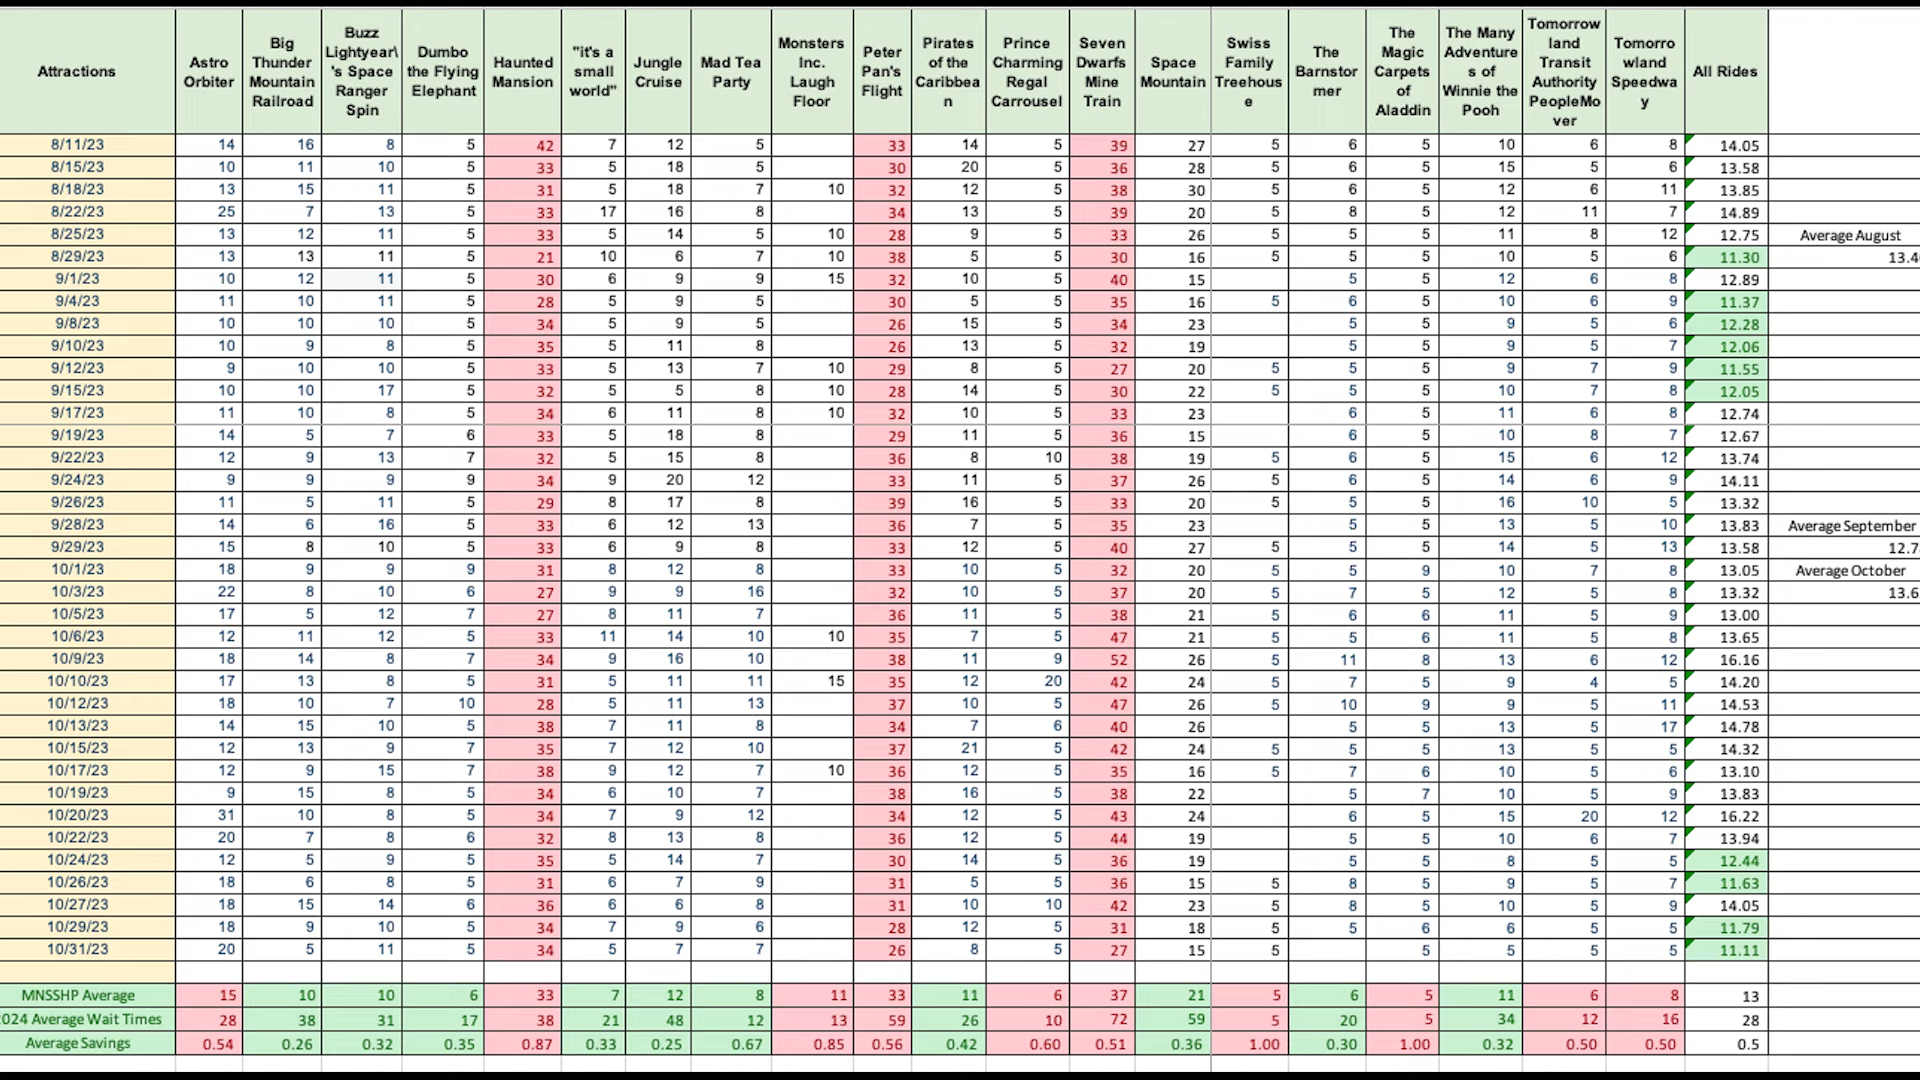 Attractions Astro Orbiter Big Thunder Mountain Railroad Buzz Lightyear\'s Space Ranger Spin Dumbo the Flying Elephant Haunted Mansion "it's a small world" Jungle Cruise Mad Tea Party Monsters Inc. Laugh Floor Peter Pan's Flight Pirates of the Caribbean Prince Charming Regal Carrousel Seven Dwarfs Mine Train Space Mountain Swiss Family Treehouse The Barnstormer The Magic Carpets of Aladdin The Many Adventures of Winnie the Pooh Tomorrowland Transit Authority PeopleMover Tomorrowland Speedway All Rides
8/11/23 14 16 8 5 42 7 12 5 33 14 5 39 27 5 6 5 10 6 8 14.05
8/15/23 10 11 10 5 33 5 18 5 30 20 5 36 28 5 6 5 15 5 6 13.58
8/18/23 13 15 11 5 31 5 18 7 10 32 12 5 38 30 5 6 5 12 6 11 13.85
8/22/23 25 7 13 5 33 17 16 8 34 13 5 39 20 5 8 5 12 11 7 14.89
8/25/23 13 12 11 5 33 5 14 5 10 28 9 5 33 26 5 5 5 11 8 12 12.75 Average August
8/29/23 13 13 11 5 21 10 6 7 10 38 5 5 30 16 5 5 5 10 5 6 11.30 13.4
9/1/23 10 12 11 5 30 6 9 9 15 32 10 5 40 15 5 5 12 6 8 12.89
9/4/23 11 10 11 5 28 5 9 5 30 5 5 35 16 5 6 5 10 6 9 11.37
9/8/23 10 10 10 5 34 5 9 5 26 15 5 34 23 5 5 9 5 6 12.28
9/10/23 10 9 8 5 35 5 11 8 26 13 5 32 19 5 5 9 5 7 12.06
9/12/23 9 10 10 5 33 5 13 7 10 29 8 5 27 20 5 5 5 9 7 9 11.55
9/15/23 10 10 17 5 32 5 5 8 10 28 14 5 30 22 5 5 5 10 7 8 12.05
9/17/23 11 10 8 5 34 6 11 8 10 32 10 5 33 23 6 5 11 6 8 12.74
9/19/23 14 5 7 6 33 5 18 8 29 11 5 36 15 6 5 10 8 7 12.67
9/22/23 12 9 13 7 32 5 15 8 36 8 10 38 19 5 6 5 15 6 12 13.74
9/24/23 9 9 9 9 34 9 20 12 33 11 5 37 26 5 6 5 14 6 9 14.11
9/26/23 11 5 11 5 29 8 17 8 39 16 5 33 20 5 5 5 16 10 5 13.32
9/28/23 14 6 16 5 33 6 12 13 36 7 5 35 23 5 5 13 5 10 13.83 Average September
9/29/23 15 8 10 5 33 6 9 8 33 12 5 40 27 5 5 5 14 5 13 13.58 12.7
10/1/23 18 9 9 9 31 8 12 8 33 10 5 32 20 5 5 9 10 7 8 13.05 Average October
10/3/23 22 8 10 6 27 9 9 16 32 10 5 37 20 5 7 5 12 5 8 13.32 13.6
10/5/23 17 5 12 7 27 8 11 7 36 11 5 38 21 5 6 6 11 5 9 13.00
10/6/23 12 11 12 5 33 11 14 10 10 35 7 5 47 21 5 5 6 11 5 8 13.65
10/9/23 18 14 8 7 34 9 16 10 38 11 9 52 26 5 11 8 13 6 12 16.16
10/10/23 17 13 8 5 31 5 11 11 15 35 12 20 42 24 5 7 5 9 4 5 14.20
10/12/23 18 10 7 10 28 5 11 13 37 10 5 47 26 5 10 9 9 5 11 14.53
10/13/23 14 15 10 5 38 7 11 8 34 7 6 40 26 5 5 13 5 17 14.78
10/15/23 12 13 9 7 35 7 12 10 37 21 5 42 24 5 5 5 13 5 5 14.32
10/17/23 12 9 15 7 38 9 12 7 10 36 12 5 35 16 5 7 6 10 5 6 13.10
10/19/23 9 15 8 5 34 6 10 7 38 16 5 38 22 5 7 10 5 9 13.83
10/20/23 31 10 8 5 34 7 9 12 34 12 5 43 24 6 5 15 20 12 16.22
10/22/23 20 7 8 6 32 8 13 8 36 12 5 44 19 5 5 10 6 7 13.94
10/24/23 12 5 9 5 35 5 14 7 30 14 5 36 19 5 5 8 5 5 12.44
10/26/23 18 6 8 5 31 6 7 9 31 5 5 36 15 5 8 5 9 5 7 11.63
10/27/23 18 15 14 6 36 6 6 8 31 10 10 42 23 5 8 5 10 5 9 14.05
10/29/23 18 9 10 5 34 7 9 6 28 12 5 31 18 5 5 6 6 5 5 11.79
10/31/23 20 5 11 5 34 5 7 7 26 8 5 27 15 5 5 5 5 5 11.11
MNSSHP Average 15 10 10 6 33 7 12 8 11 33 11 6 37 21 5 6 5 11 6 8 13
024 Average Wait Times 28 38 31 17 38 21 48 12 13 59 26 10 72 59 5 20 5 34 12 16 28
Average Savings 0.54 0.26 0.32 0.35 0.87 0.33 0.25 0.67 0.85 0.56 0.42 0.60 0.51 0.36 1.00 0.30 1.00 0.32 0.50 0.50 0.5